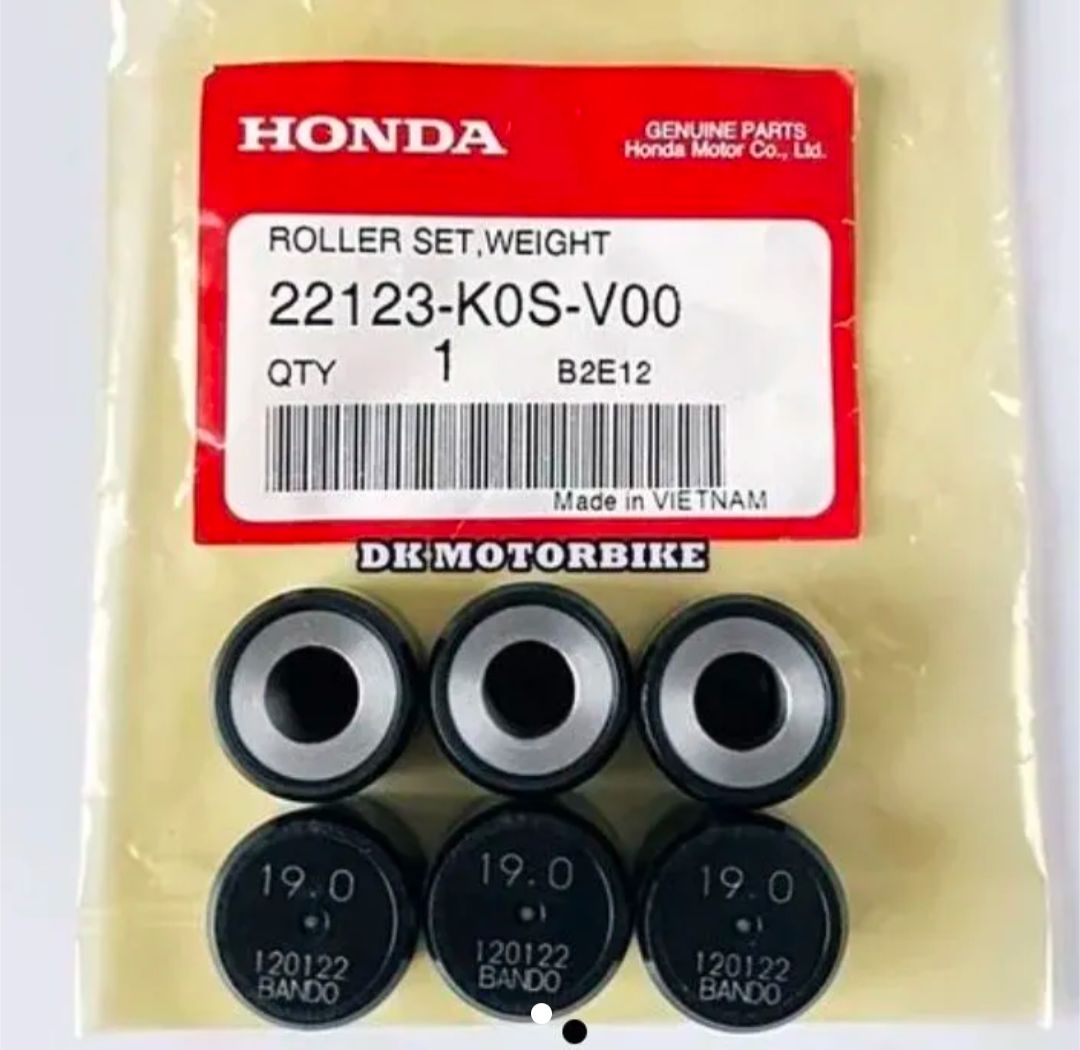 HONDA
GENUINE PARTS
Honda Motor Co., Ltd.
ROLLER SET,WEIGHT
22123-K0S-V00
QTY 1 B2E12
Made in VIETNAM
DK MOTORBIKE
19.0 19.0 19.0
120122 120122 120122
BANDO BANDO BANDO